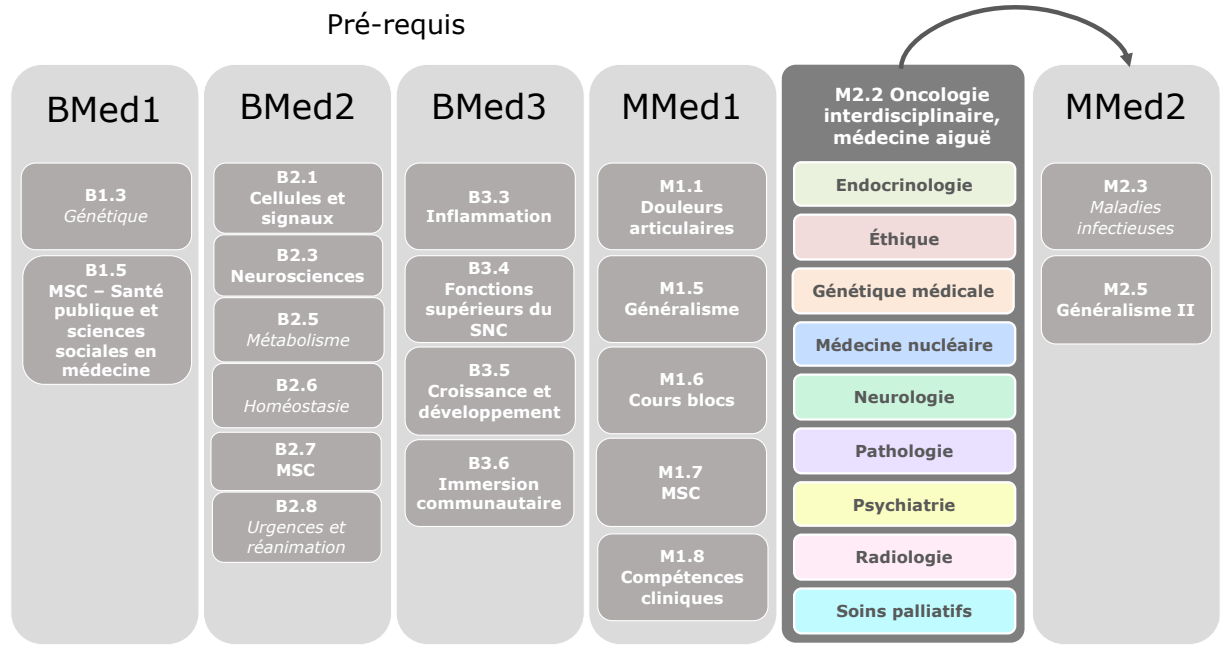 Pré-requis
BMed1
B1.3
Génétique
B1.5
MSC – Santé
publique et
sciences
sociales en
médecine
BMed2
B2.1
Cellules et
signaux
B2.3
Neurosciences
B2.5
Métabolisme
B2.6
Homéostasie
B2.7
MSC
B2.8
Urgences et
réanimation
BMed3
B3.3
Inflammation
B3.4
Fonctions
supérieurs du
SNC
B3.5
Croissance et
développement
B3.6
Immersion
communautaire
MMed1
M1.1
Douleurs
articulaires
M1.5
Généralisme
M1.6
Cours blocs
M1.7
MSC
M1.8
Compétences
cliniques
M2.2 Oncologie
interdisciplinaire,
médecine aiguë
Endocrinologie
Éthique
Génétique médicale
Médecine nucléaire
Neurologie
Pathologie
Psychiatrie
Radiologie
Soins palliatifs
MMed2
M2.3
Maladies
infectieuses
M2.5
Généralisme II